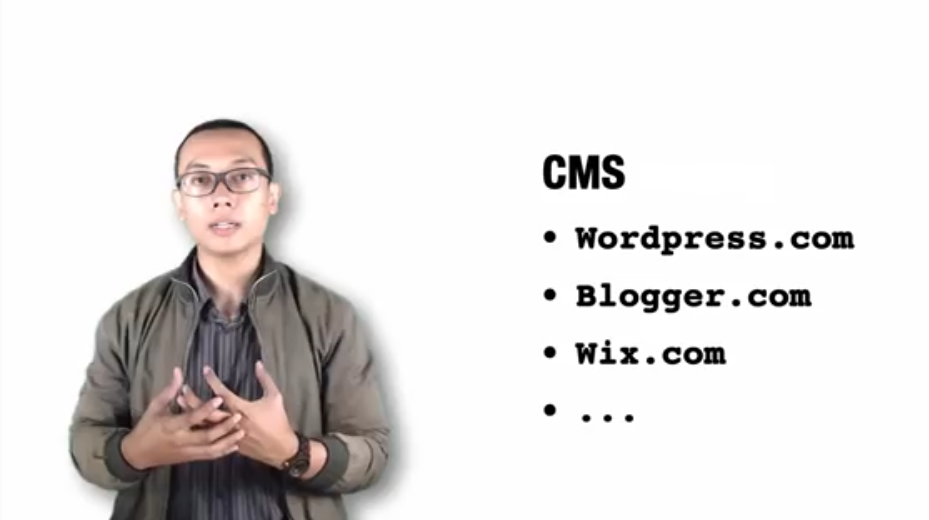 CMS
• Wordpress.com
• Blogger.com
• Wix.com
• ...